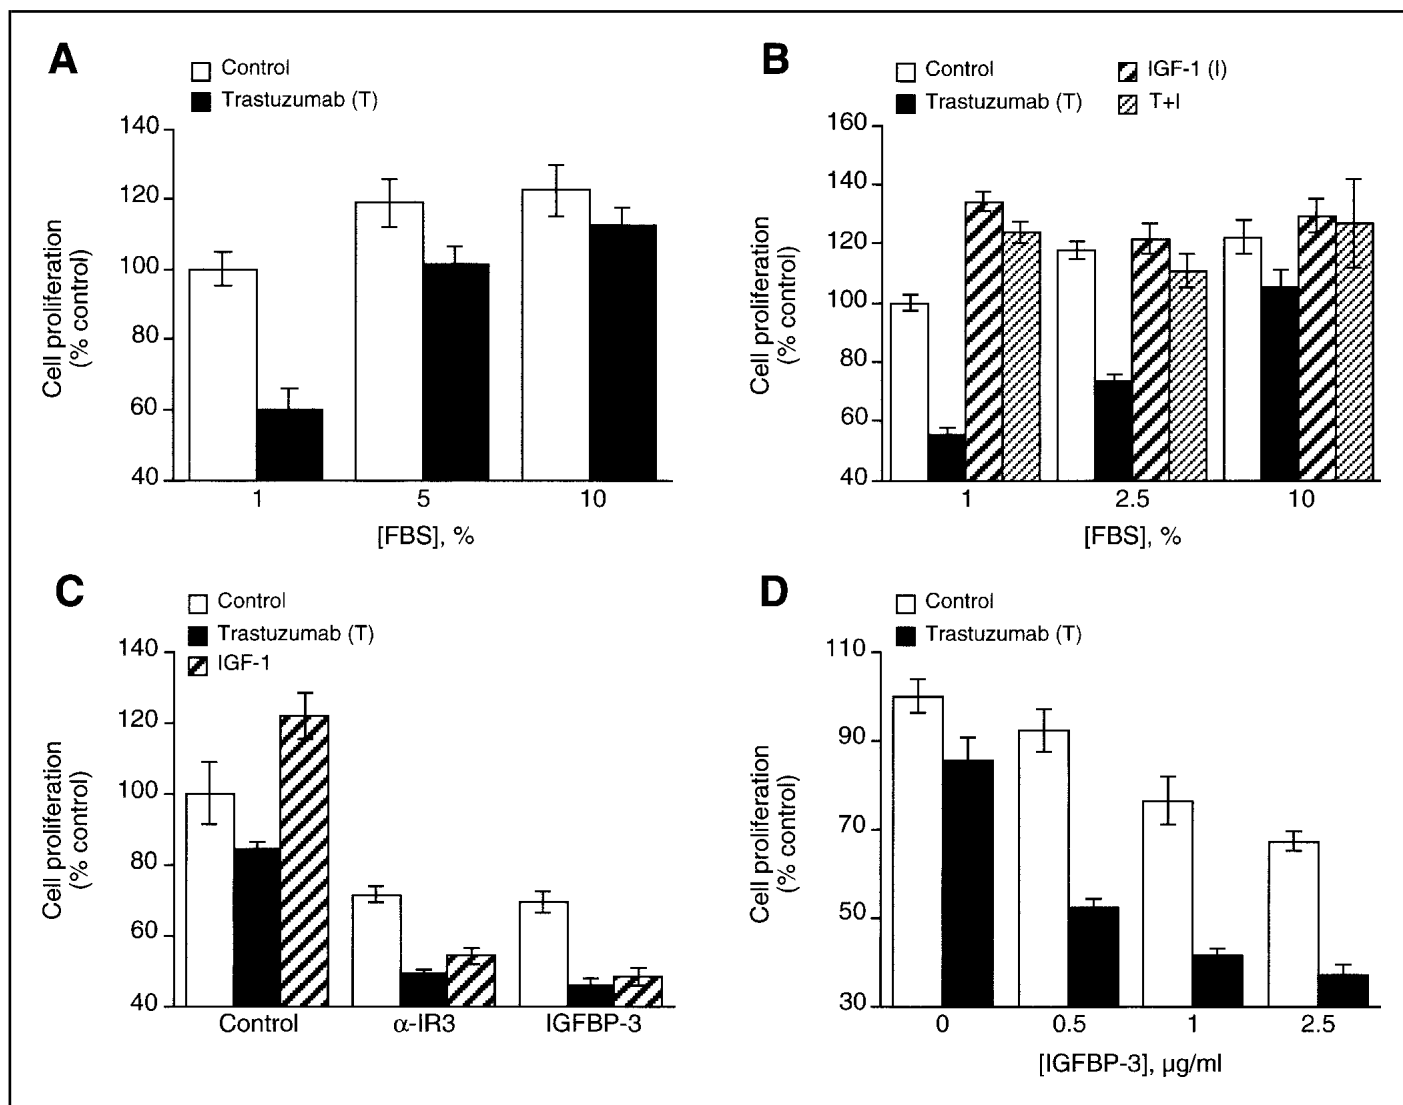 A
Control
Trastuzumab (T)
140
120
100
80
60
40
Cell proliferation
(% control)
1 5 10
[FBS], %
B
Control
Trastuzumab (T)
IGF-1 (I)
T+I
160
140
120
100
80
60
40
Cell proliferation
(% control)
1 2.5 10
[FBS], %
C
Control
Trastuzumab (T)
IGF-1
140
120
100
80
60
40
Cell proliferation
(% control)
Control α-IR3 IGFBP-3
D
Control
Trastuzumab (T)
110
90
70
50
30
Cell proliferation
(% control)
0 0.5 1 2.5
[IGFBP-3], µg/ml